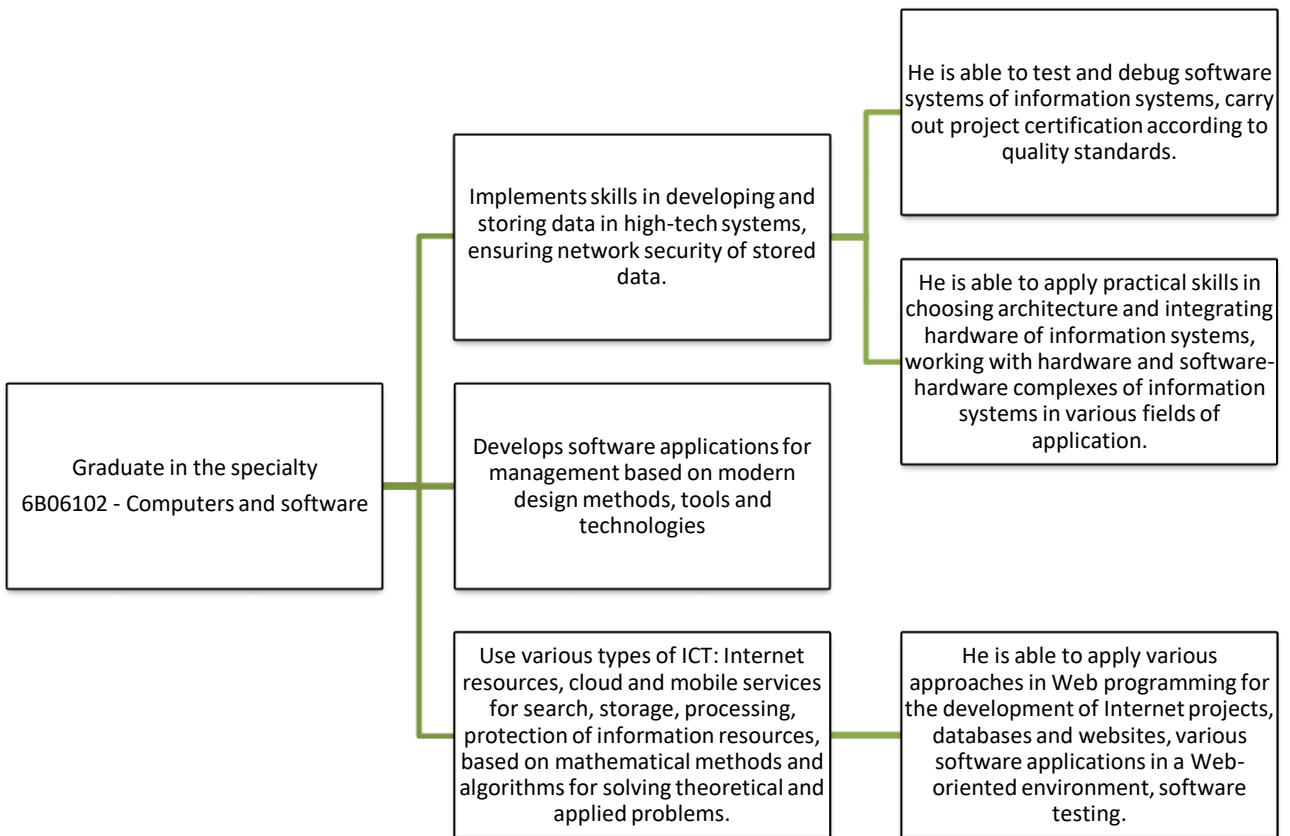 Graduate in the specialty
6B06102 - Computers and software
Implements skills in developing and
storing data in high-tech systems,
ensuring network security of stored
data.
He is able to test and debug software
systems of information systems, carry
out project certification according to
quality standards.
He is able to apply practical skills in
choosing architecture and integrating
hardware of information systems,
working with hardware and software-
hardware complexes of information
systems in various fields of
application.
Develops software applications for
management based on modern
design methods, tools and
technologies
Use various types of ICT: Internet
resources, cloud and mobile services
for search, storage, processing,
protection of information resources,
based on mathematical methods and
algorithms for solving theoretical and
applied problems.
He is able to apply various
approaches in Web programming for
the development of Internet projects,
databases and websites, various
software applications in a Web-
oriented environment, software
testing.